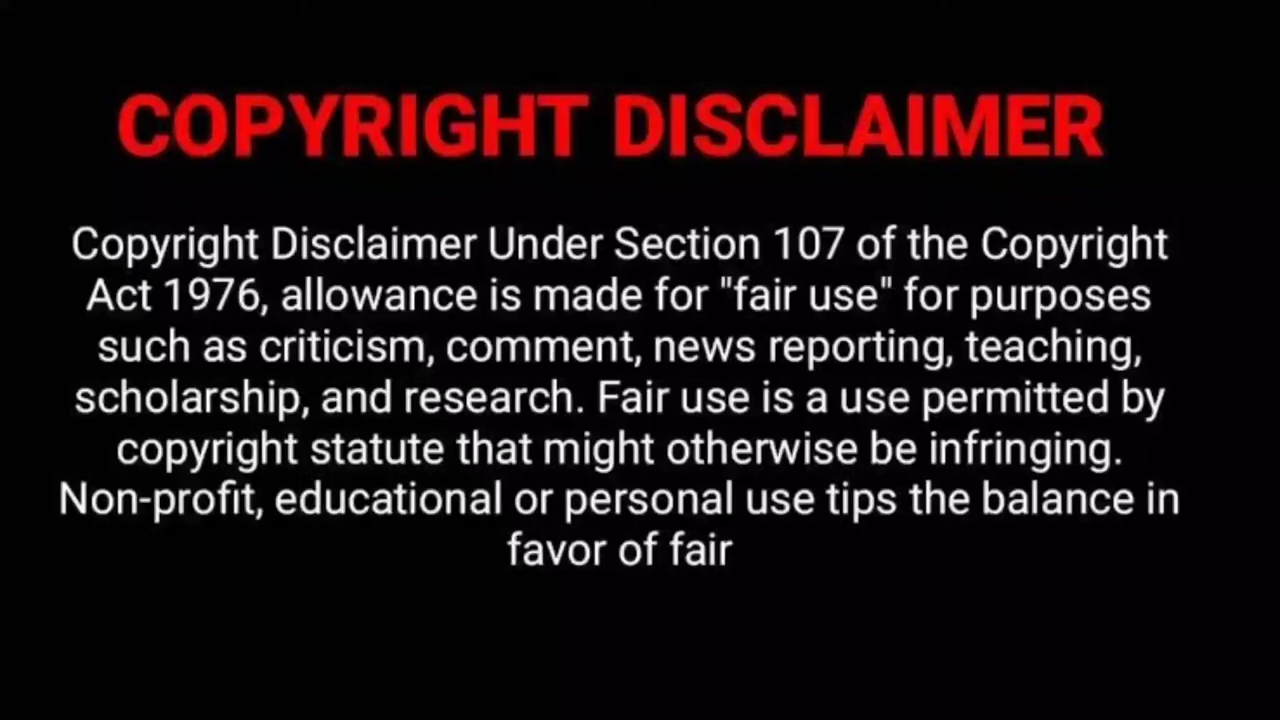 COPYRIGHT DISCLAIMER
Copyright Disclaimer Under Section 107 of the Copyright
Act 1976, allowance is made for "fair use" for purposes
such as criticism, comment, news reporting, teaching,
scholarship, and research. Fair use is a use permitted by
copyright statute that might otherwise be infringing.
Non-profit, educational or personal use tips the balance in
favor of fair